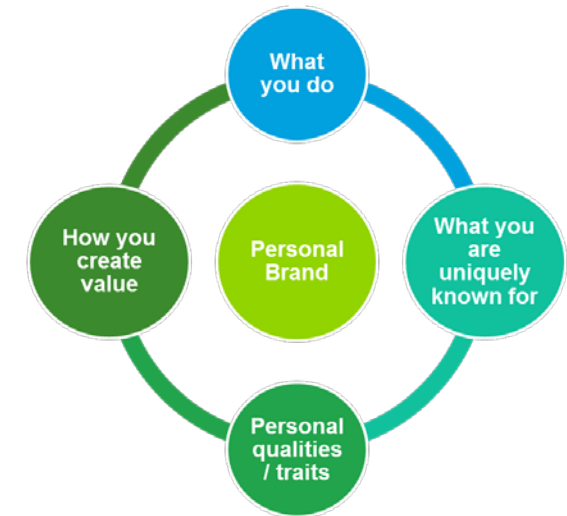 What
you do
How you
create
value
Personal
Brand
What you
are
uniquely
known for
Personal
qualities
/ traits